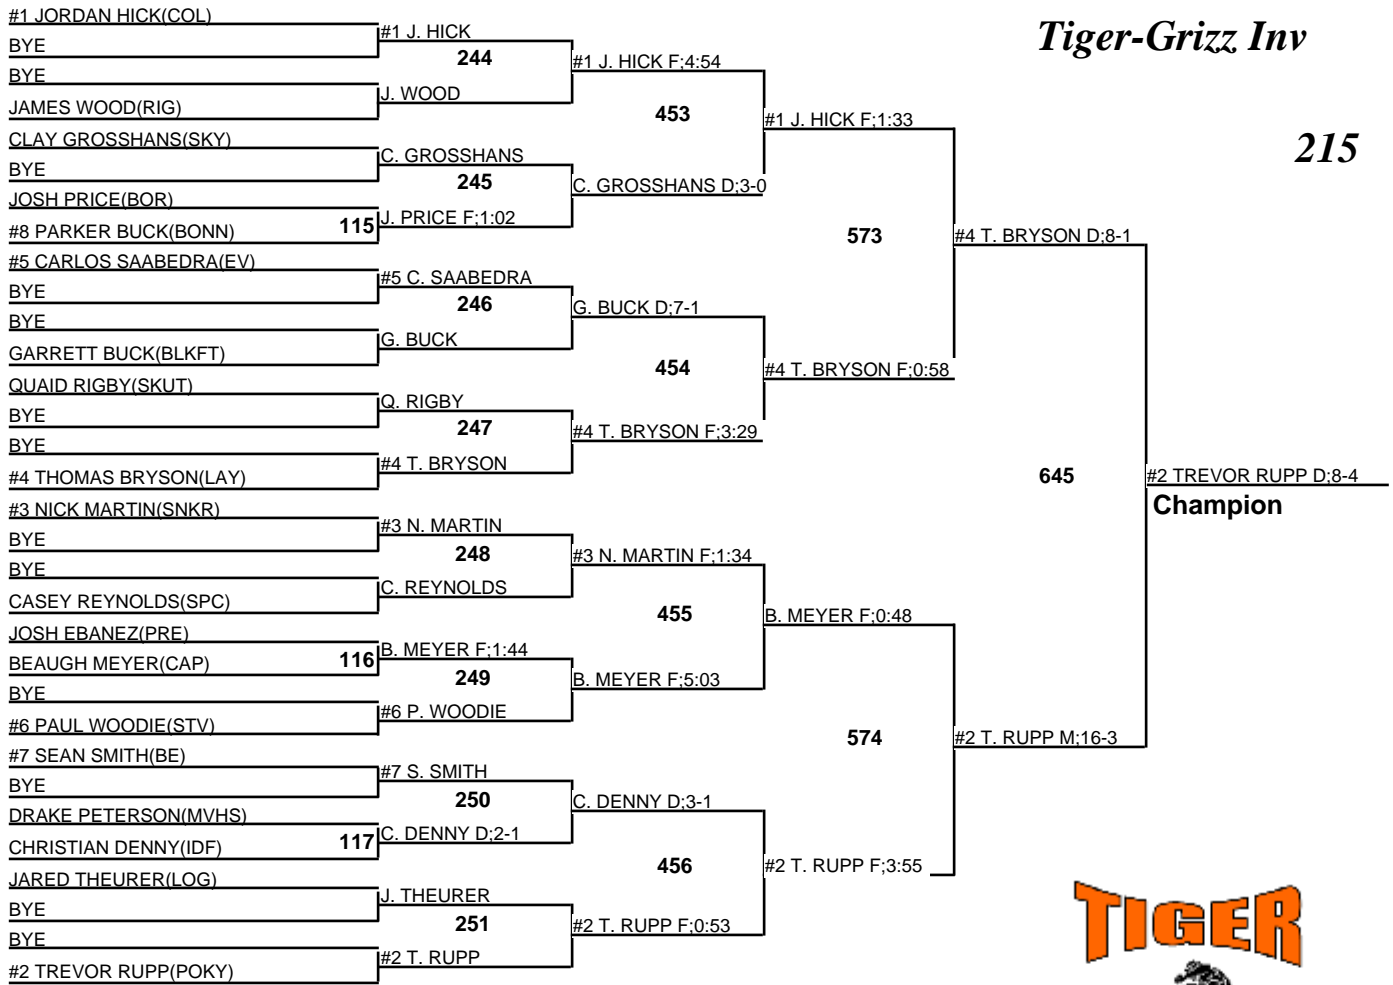 Tiger-Grizz Inv
215
#1 JORDAN HICK(COL)
BYE
BYE
JAMES WOOD(RIG)
CLAY GROSSHANS(SKY)
BYE
JOSH PRICE(BOR)
#8 PARKER BUCK(BONN)
#5 CARLOS SAABEDRA(EV)
BYE
BYE
GARRETT BUCK(BLKFT)
QUAID RIGBY(SKUT)
BYE
BYE
#4 THOMAS BRYSON(LAY)
#3 NICK MARTIN(SNKR)
BYE
BYE
CASEY REYNOLDS(SPC)
JOSH EBANEZ(PRE)
BEAUGH MEYER(CAP)
BYE
#6 PAUL WOODIE(STV)
#7 SEAN SMITH(BE)
BYE
DRAKE PETERSON(MVHS)
CHRISTIAN DENNY(IDF)
JARED THEURER(LOG)
BYE
BYE
#2 TREVOR RUPP(POKY)
115
116
117
#1 J. HICK
244
J. WOOD
C. GROSSHANS
245
J. PRICE F;1:02
#5 C. SAABEDRA
246
G. BUCK
Q. RIGBY
247
#4 T. BRYSON
#3 N. MARTIN
248
C. REYNOLDS
B. MEYER F;1:44
249
#6 P. WOODIE
#7 S. SMITH
250
C. DENNY D;2-1
J. THEURER
251
#2 T. RUPP
#1 J. HICK F;4:54
453
C. GROSSHANS D;3-0
G. BUCK D;7-1
454
#4 T. BRYSON F;3:29
#3 N. MARTIN F;1:34
455
B. MEYER F;5:03
C. DENNY D;3-1
456
#2 T. RUPP F;0:53
#1 J. HICK F;1:33
573
#4 T. BRYSON F;0:58
B. MEYER F;0:48
574
#2 T. RUPP F;3:55
#4 T. BRYSON D;8-1
645
#2 T. RUPP M;16-3
#2 TREVOR RUPP D;8-4
Champion
TIGER